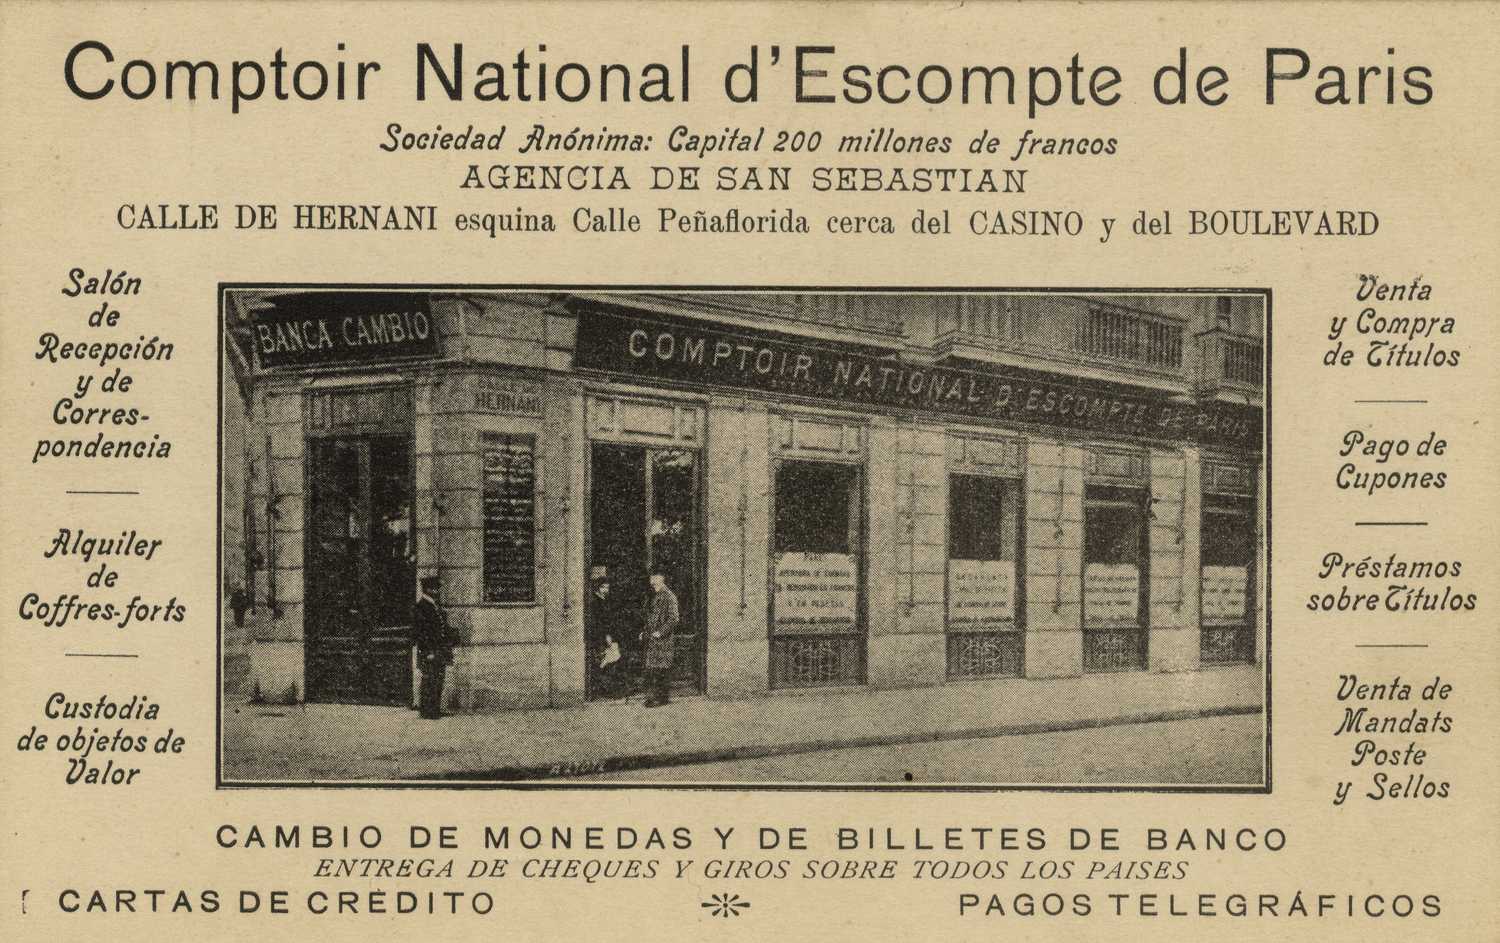 Comptoir National d'Escompte de Paris
Sociedad Anónima: Capital 200 millones de francos
AGENCIA DE SAN SEBASTIAN
CALLE DE HERNANI esquina Calle Peñaflorida cerca del CASINO y del BOULEVARD
Salón
de
Recepción
y de
Corres-
pondencia
Alquiler
de
Coffres-forts
Custodia
de objetos de
Valor
BANCA CAMBIO
COMPTOIR NATIONAL D'ESCOMPTE DE PARIS
HERNANI
Venta
y Compra
de Títulos
Pago de
Cupones
Préstamos
sobre Títulos
Venta de
Mandats
Poste
y Sellos
CAMBIO DE MONEDAS Y DE BILLETES DE BANCO
ENTREGA DE CHEQUES Y GIROS SOBRE TODOS LOS PAISES
CARTAS DE CRÉDITO
PAGOS TELEGRÁFICOS